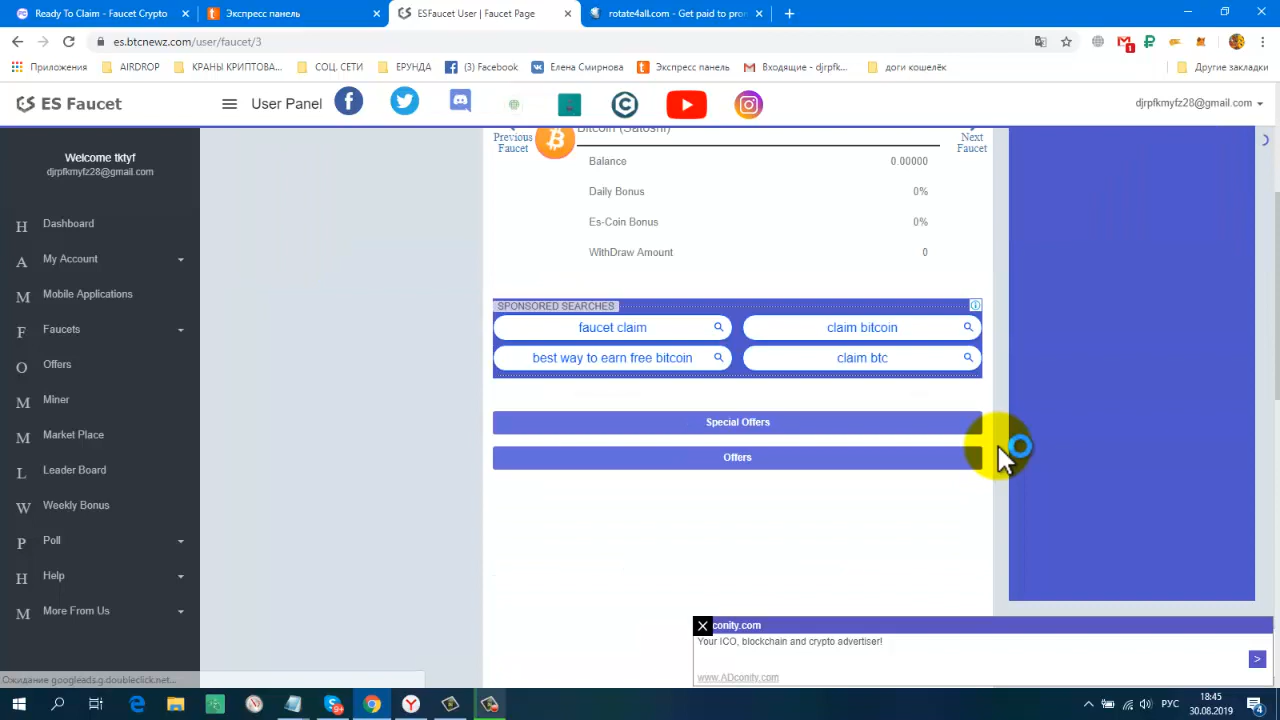 Ready To Claim - Faucet Crypto
Экспресс панель
ESFaucet User | Faucet Page
rotate4all.com - Get paid to pro
es.btcnewz.com/user/faucet/3
Приложения
AIRDROP
КРАНЫ КРИПТОВА...
СОЦ. СЕТИ
ЕРУНДА
(3) Facebook
Елена Смирнова
Экспресс панель
Входящие - djrpfk...
доги кошелёк
Другие закладки
ES Faucet
User Panel
djrpfkmyfz28@gmail.com
Welcome tktyf
djrpfkmyfz28@gmail.com
H Dashboard
A My Account
M Mobile Applications
F Faucets
O Offers
M Miner
M Market Place
L Leader Board
W Weekly Bonus
P Poll
H Help
M More From Us
Previous
Faucet
Bitcoin (Satoshi)
Next
Faucet
Balance 0.00000
Daily Bonus 0%
Es-Coin Bonus 0%
WithDraw Amount 0
SPONSORED SEARCHES
faucet claim
claim bitcoin
best way to earn free bitcoin
claim btc
Special Offers
Offers
conity.com
Your ICO, blockchain and crypto advertiser!
www.ADconity.com
Ожидание googleads.g.doubleclick.net...
РУС
18:45
30.08.2019